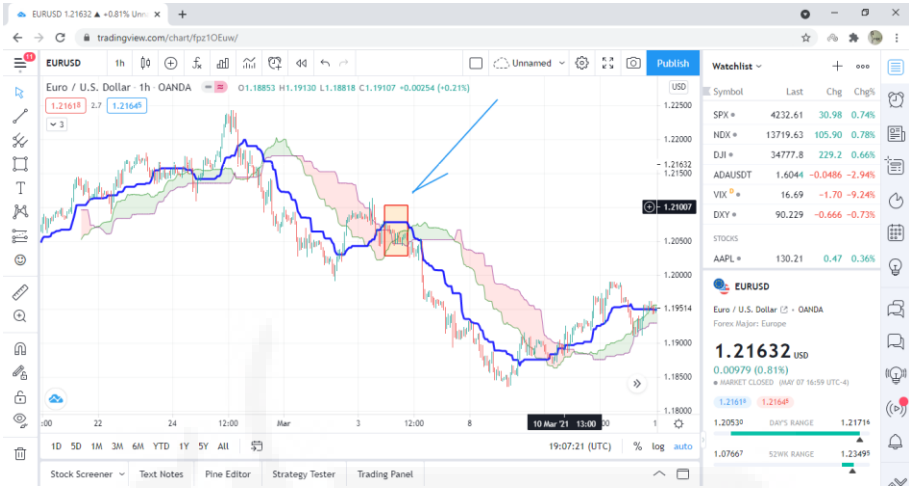 EURUSD 1.21632 ▲ +0.81% Unn
tradingview.com/chart/fpz1OEuw/
11
EURUSD 1h Unnamed Publish
Euro / U.S. Dollar · 1h · OANDA O1.18853 H1.19130 L1.18818 C1.19107 +0.00254 (+0.21%)
1.21618 2.7 1.21645
3
USD
1.22500
1.22000
1.21632
1.21500
1.21007
1.20500
1.20000
1.19514
1.19000
1.18500
1.18000
:00 22 24 12:00 Mar 3 12:00 8 10 Mar '21 13:00 :00 1
1D 5D 1M 3M 6M YTD 1Y 5Y All 19:07:21 (UTC) % log auto
Stock Screener Text Notes Pine Editor Strategy Tester Trading Panel
Watchlist
Symbol Last Chg Chg%
SPX 4232.61 30.98 0.74%
NDX 13719.63 105.90 0.78%
DJI 34777.8 229.2 0.66%
ADAUSDT 1.6044 -0.0486 -2.94%
VIX D 16.69 -1.70 -9.24%
DXY 90.229 -0.666 -0.73%
STOCKS
AAPL 130.21 0.47 0.36%
EURUSD
Euro / U.S. Dollar · OANDA
Forex Major: Europe
1.21632 USD
0.00979 (0.81%)
MARKET CLOSED (MAY 07 16:59 UTC-4)
1.21618 1.21645
1.20530 DAY'S RANGE 1.21716
1.07667 52WK RANGE 1.23495